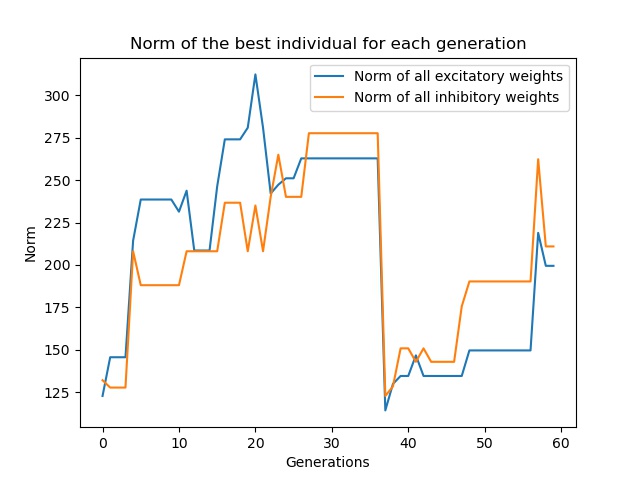 Norm of the best individual for each generation
Norm of all excitatory weights
Norm of all inhibitory weights
Norm
300
275
250
225
200
175
150
125
0 10 20 30 40 50 60
Generations